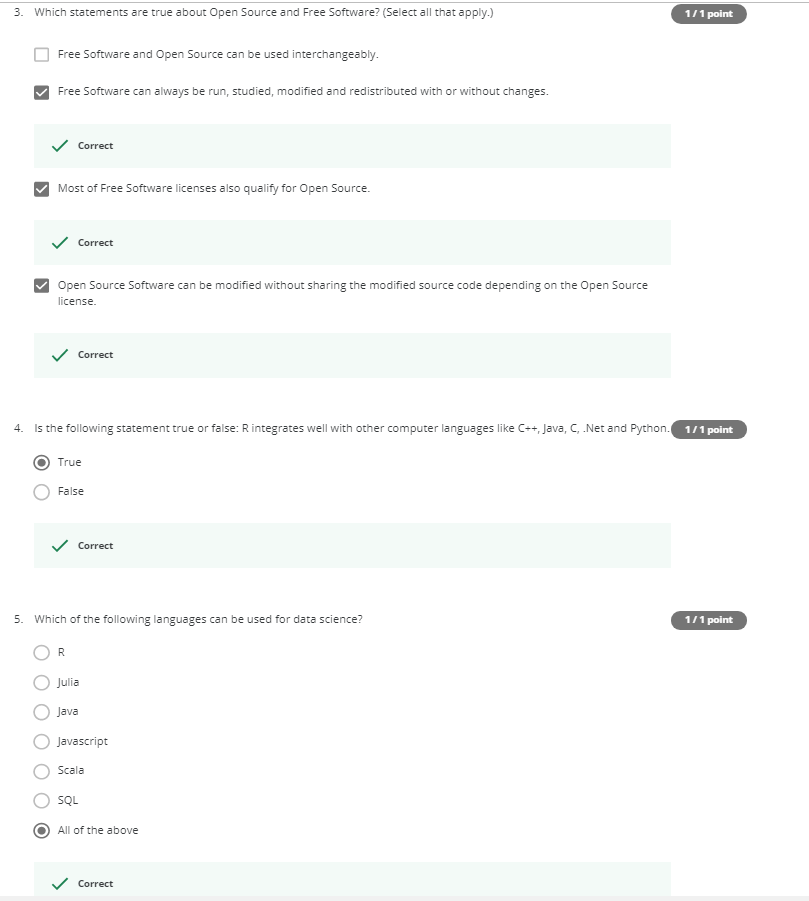 3. Which statements are true about Open Source and Free Software? (Select all that apply.) 1 / 1 point
Free Software and Open Source can be used interchangeably.
Free Software can always be run, studied, modified and redistributed with or without changes.
Correct
Most of Free Software licenses also qualify for Open Source.
Correct
Open Source Software can be modified without sharing the modified source code depending on the Open Source
license.
Correct
4. Is the following statement true or false: R integrates well with other computer languages like C++, Java, C, .Net and Python. 1 / 1 point
True
False
Correct
5. Which of the following languages can be used for data science? 1 / 1 point
R
Julia
Java
Javascript
Scala
SQL
All of the above
Correct